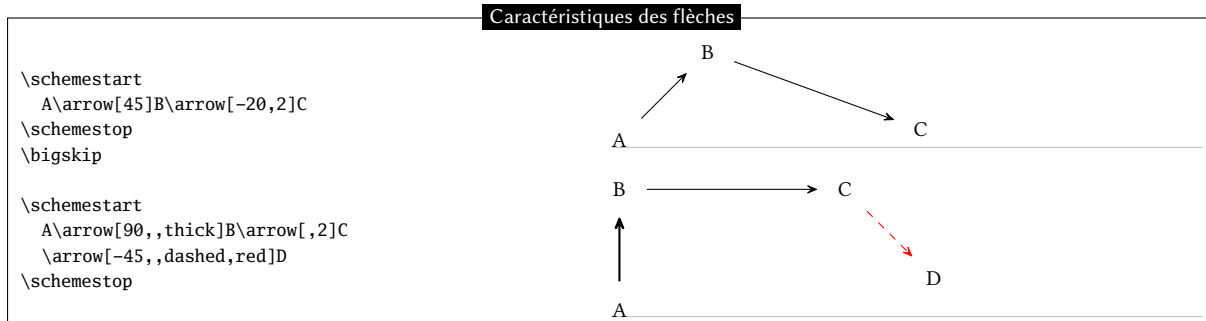 Caractéristiques des flèches
\schemestart
A\arrow[45]B\arrow[-20,2]C
\schemestop
\bigskip
\schemestart
A\arrow[90,,thick]B\arrow[,2]C
\arrow[-45,,dashed,red]D
\schemestop
B
C
A
B
C
D
A